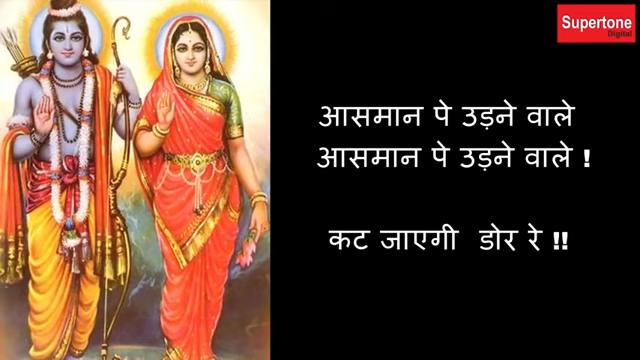 Supertone
Digital
आसमान पे उड़ने वाले
आसमान पे उड़ने वाले !
कट जाएगी डोर रे !!